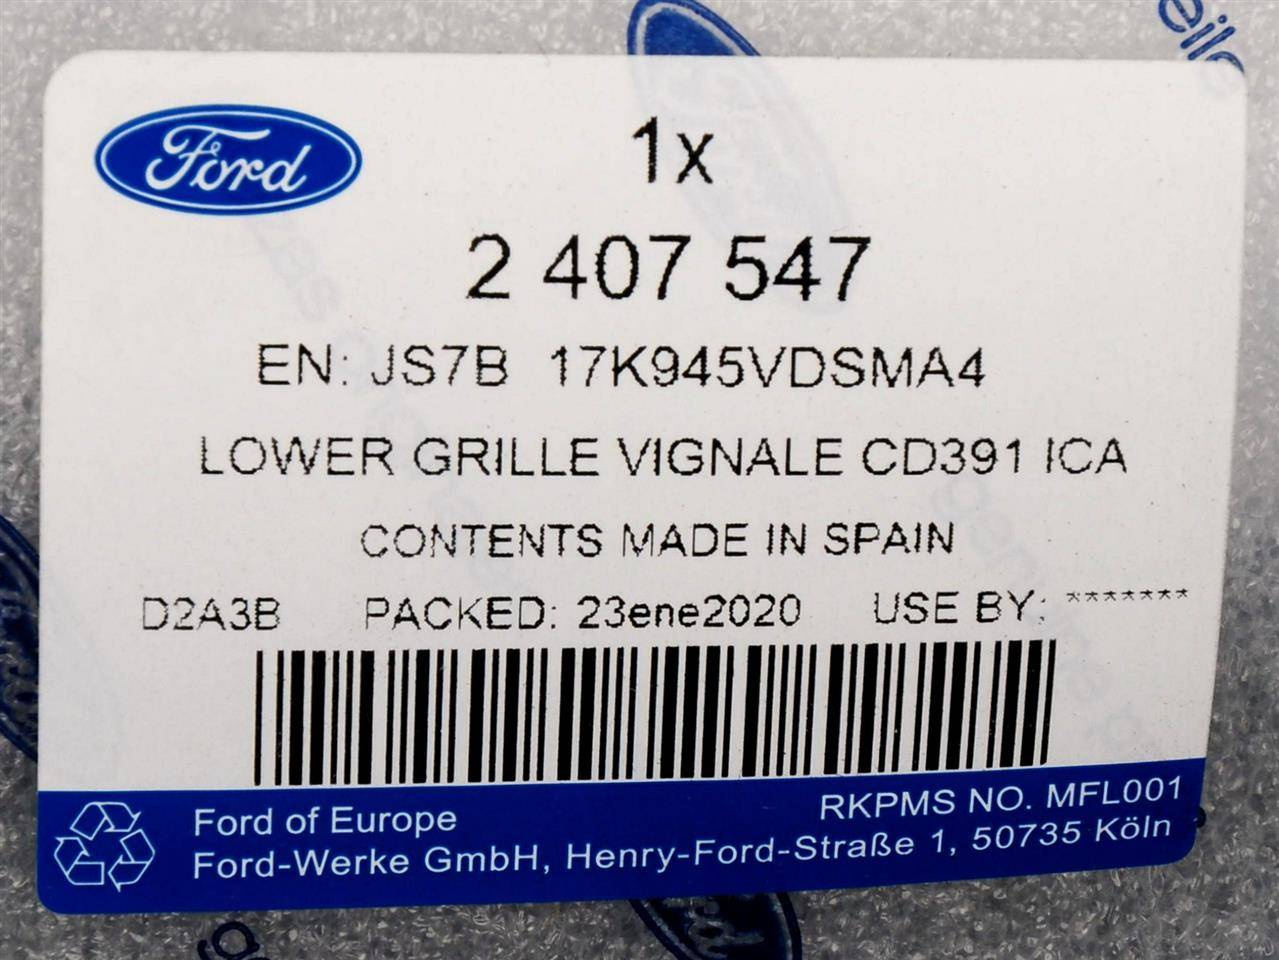 Ford
1x
2 407 547
EN: JS7B 17K945VDSMA4
LOWER GRILLE VIGNALE CD391 ICA
CONTENTS MADE IN SPAIN
D2A3B PACKED: 23ene2020 USE BY: *******
Ford of Europe
RKPMS NO. MFL001
Ford-Werke GmbH, Henry-Ford-Straße 1, 50735 Köln